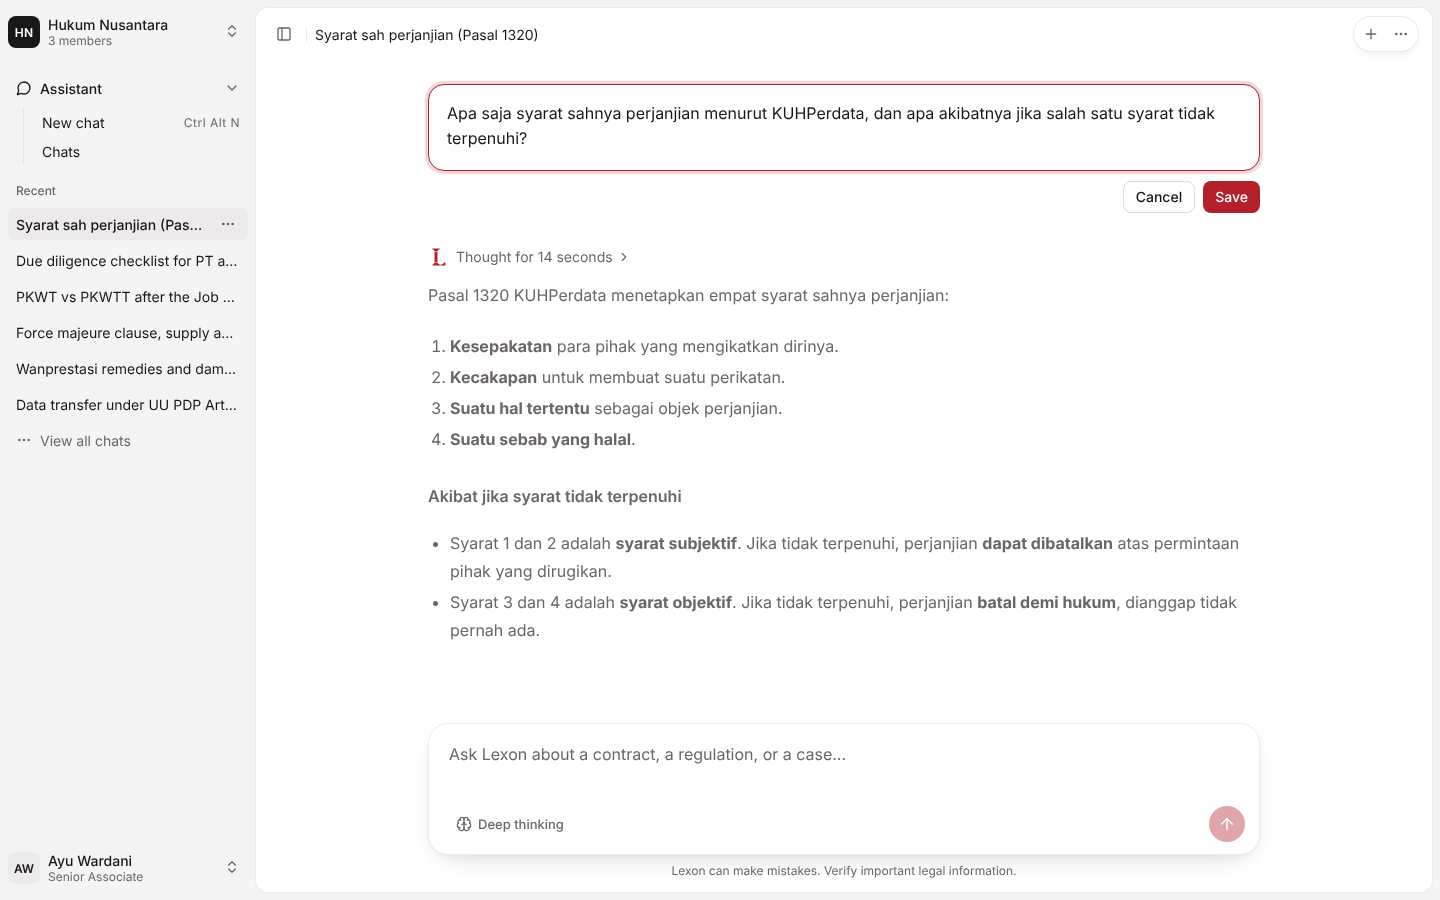 HN
Hukum Nusantara
3 members
Assistant
New chat
Ctrl Alt N
Chats
Recent
Syarat sah perjanjian (Pas...
Due diligence checklist for PT a...
PKWT vs PKWTT after the Job ...
Force majeure clause, supply a...
Wanprestasi remedies and dam...
Data transfer under UU PDP Art...
View all chats
AW
Ayu Wardani
Senior Associate
Syarat sah perjanjian (Pasal 1320)
Apa saja syarat sahnya perjanjian menurut KUHPerdata, dan apa akibatnya jika salah satu syarat tidak
terpenuhi?
Cancel
Save
L
Thought for 14 seconds
Pasal 1320 KUHPerdata menetapkan empat syarat sahnya perjanjian:
1. Kesepakatan para pihak yang mengikatkan dirinya.
2. Kecakapan untuk membuat suatu perikatan.
3. Suatu hal tertentu sebagai objek perjanjian.
4. Suatu sebab yang halal.
Akibat jika syarat tidak terpenuhi
• Syarat 1 dan 2 adalah syarat subjektif. Jika tidak terpenuhi, perjanjian dapat dibatalkan atas permintaan
pihak yang dirugikan.
• Syarat 3 dan 4 adalah syarat objektif. Jika tidak terpenuhi, perjanjian batal demi hukum, dianggap tidak
pernah ada.
Ask Lexon about a contract, a regulation, or a case...
Deep thinking
Lexon can make mistakes. Verify important legal information.